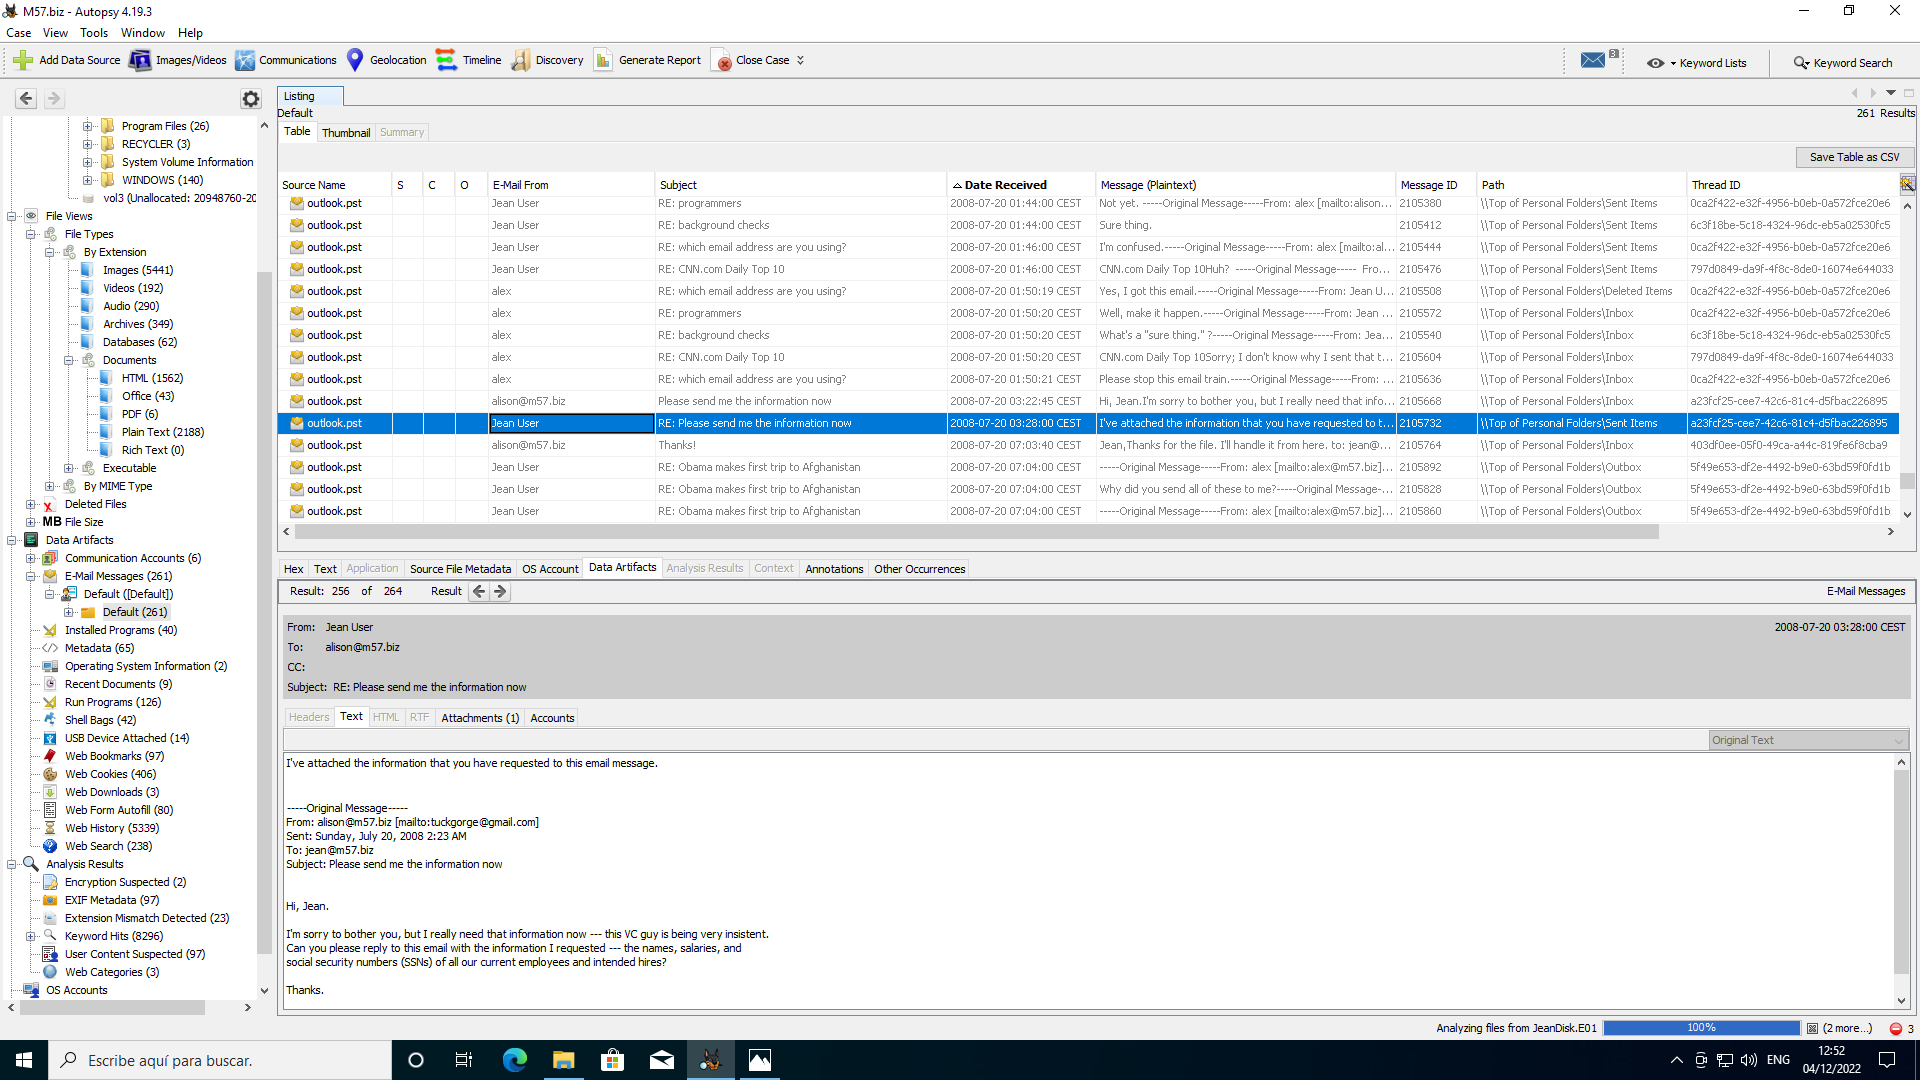 M57.biz - Autopsy 4.19.3
Case View Tools Window Help
Add Data Source Images/Videos Communications Geolocation Timeline Discovery Generate Report Close Case 3 Keyword Lists Keyword Search
Program Files (26)
RECYCLER (3)
System Volume Information
WINDOWS (140)
vol3 (Unallocated: 20948760-20
File Views
File Types
By Extension
Images (5441)
Videos (192)
Audio (290)
Archives (349)
Databases (62)
Documents
HTML (1562)
Office (43)
PDF (6)
Plain Text (2188)
Rich Text (0)
Executable
By MIME Type
Deleted Files
MB File Size
Data Artifacts
Communication Accounts (6)
E-Mail Messages (261)
Default ([Default])
Default (261)
Installed Programs (40)
Metadata (65)
Operating System Information (2)
Recent Documents (9)
Run Programs (126)
Shell Bags (42)
USB Device Attached (14)
Web Bookmarks (97)
Web Cookies (406)
Web Downloads (3)
Web Form Autofill (80)
Web History (5339)
Web Search (238)
Analysis Results
Encryption Suspected (2)
EXIF Metadata (97)
Extension Mismatch Detected (23)
Keyword Hits (8296)
User Content Suspected (97)
Web Categories (3)
OS Accounts
Listing
Default
261 Results
Table Thumbnail Summary
Save Table as CSV
Source Name S C O E-Mail From Subject Date Received Message (Plaintext) Message ID Path Thread ID
outlook.pst Jean User RE: programmers 2008-07-20 01:44:00 CEST Not yet. -----Original Message-----From: alex [mailto:alison... 2105380 \\Top of Personal Folders\Sent Items 0ca2f422-e32f-4956-b0eb-0a572fce20e6
outlook.pst Jean User RE: background checks 2008-07-20 01:44:00 CEST Sure thing. 2105412 \\Top of Personal Folders\Sent Items 6c3f18be-5c18-4324-96dc-eb5a02530fc5
outlook.pst Jean User RE: which email address are you using? 2008-07-20 01:46:00 CEST I'm confused.-----Original Message-----From: alex [mailto:al... 2105444 \\Top of Personal Folders\Sent Items 0ca2f422-e32f-4956-b0eb-0a572fce20e6
outlook.pst Jean User RE: CNN.com Daily Top 10 2008-07-20 01:46:00 CEST CNN.com Daily Top 10Huh? -----Original Message----- Fro... 2105476 \\Top of Personal Folders\Sent Items 797d0849-da9f-4f8c-8de0-16074e644033
outlook.pst alex RE: which email address are you using? 2008-07-20 01:50:19 CEST Yes, I got this email.-----Original Message-----From: Jean U... 2105508 \\Top of Personal Folders\Deleted Items 0ca2f422-e32f-4956-b0eb-0a572fce20e6
outlook.pst alex RE: programmers 2008-07-20 01:50:20 CEST Well, make it happen.-----Original Message-----From: Jean ... 2105572 \\Top of Personal Folders\Inbox 0ca2f422-e32f-4956-b0eb-0a572fce20e6
outlook.pst alex RE: background checks 2008-07-20 01:50:20 CEST What's a "sure thing." ?-----Original Message-----From: Jea... 2105540 \\Top of Personal Folders\Inbox 6c3f18be-5c18-4324-96dc-eb5a02530fc5
outlook.pst alex RE: CNN.com Daily Top 10 2008-07-20 01:50:20 CEST CNN.com Daily Top 10Sorry; I don't know why I sent that t... 2105604 \\Top of Personal Folders\Inbox 797d0849-da9f-4f8c-8de0-16074e644033
outlook.pst alex RE: which email address are you using? 2008-07-20 01:50:21 CEST Please stop this email train.-----Original Message-----From: ... 2105636 \\Top of Personal Folders\Inbox 0ca2f422-e32f-4956-b0eb-0a572fce20e6
outlook.pst alison@m57.biz Please send me the information now 2008-07-20 03:22:45 CEST Hi, Jean.I'm sorry to bother you, but I really need that info... 2105668 \\Top of Personal Folders\Inbox a23fcf25-cee7-42c6-81c4-d5fbac226895
outlook.pst Jean User RE: Please send me the information now 2008-07-20 03:28:00 CEST I've attached the information that you have requested to t... 2105732 \\Top of Personal Folders\Sent Items a23fcf25-cee7-42c6-81c4-d5fbac226895
outlook.pst alison@m57.biz Thanks! 2008-07-20 07:03:40 CEST Jean,Thanks for the file. I'll handle it from here. to: jean@... 2105764 \\Top of Personal Folders\Inbox 403df0ee-05f0-49ca-a44c-819fe6f8cba9
outlook.pst Jean User RE: Obama makes first trip to Afghanistan 2008-07-20 07:04:00 CEST -----Original Message-----From: alex [mailto:alex@m57.biz]... 2105892 \\Top of Personal Folders\Outbox 5f49e653-df2e-4492-b9e0-63bd59f0fd1b
outlook.pst Jean User RE: Obama makes first trip to Afghanistan 2008-07-20 07:04:00 CEST Why did you send all of these to me?-----Original Message-... 2105828 \\Top of Personal Folders\Outbox 5f49e653-df2e-4492-b9e0-63bd59f0fd1b
outlook.pst Jean User RE: Obama makes first trip to Afghanistan 2008-07-20 07:04:00 CEST -----Original Message-----From: alex [mailto:alex@m57.biz]... 2105860 \\Top of Personal Folders\Outbox 5f49e653-df2e-4492-b9e0-63bd59f0fd1b
Hex Text Application Source File Metadata OS Account Data Artifacts Analysis Results Context Annotations Other Occurrences
Result: 256 of 264 Result E-Mail Messages
From: Jean User 2008-07-20 03:28:00 CEST
To: alison@m57.biz
CC:
Subject: RE: Please send me the information now
Headers Text HTML RTF Attachments (1) Accounts
Original Text
I've attached the information that you have requested to this email message.
-----Original Message-----
From: alison@m57.biz [mailto:tuckgorge@gmail.com]
Sent: Sunday, July 20, 2008 2:23 AM
To: jean@m57.biz
Subject: Please send me the information now
Hi, Jean.
I'm sorry to bother you, but I really need that information now --- this VC guy is being very insistent.
Can you please reply to this email with the information I requested --- the names, salaries, and
social security numbers (SSNs) of all our current employees and intended hires?
Thanks.
Analyzing files from JeanDisk.E01 100% (2 more...) 3
Escribe aquí para buscar.
ENG
12:52
04/12/2022